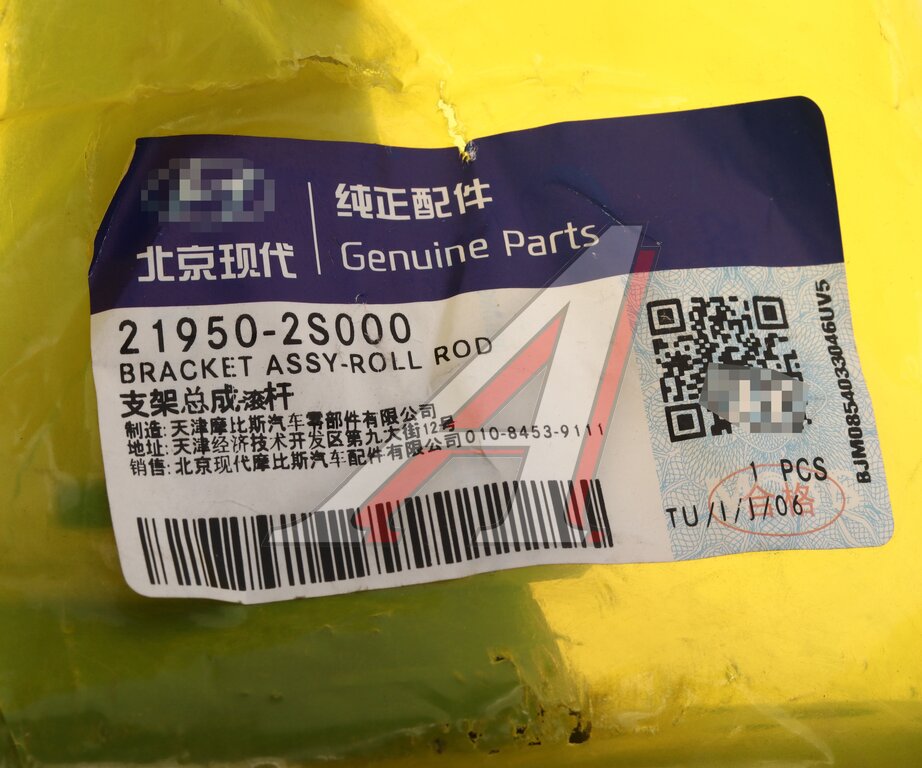 北京现代
纯正配件
Genuine Parts
21950-2S000
BRACKET ASSY-ROLL ROD
支架总成滚杆
制造: 天津摩比斯汽车零部件有限公司
地址: 天津经济技术开发区第九大街12号
销售: 北京现代摩比斯汽车配件有限公司010-8453-9111
1 PCS
合格
TU/I/J/06
BJM0854033046UV5